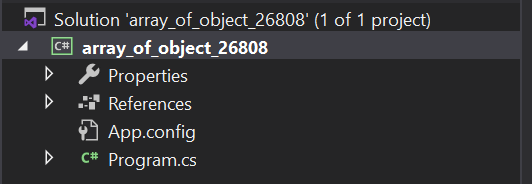 Solution 'array_of_object_26808' (1 of 1 project)
C# array_of_object_26808
Properties
References
App.config
C# Program.cs